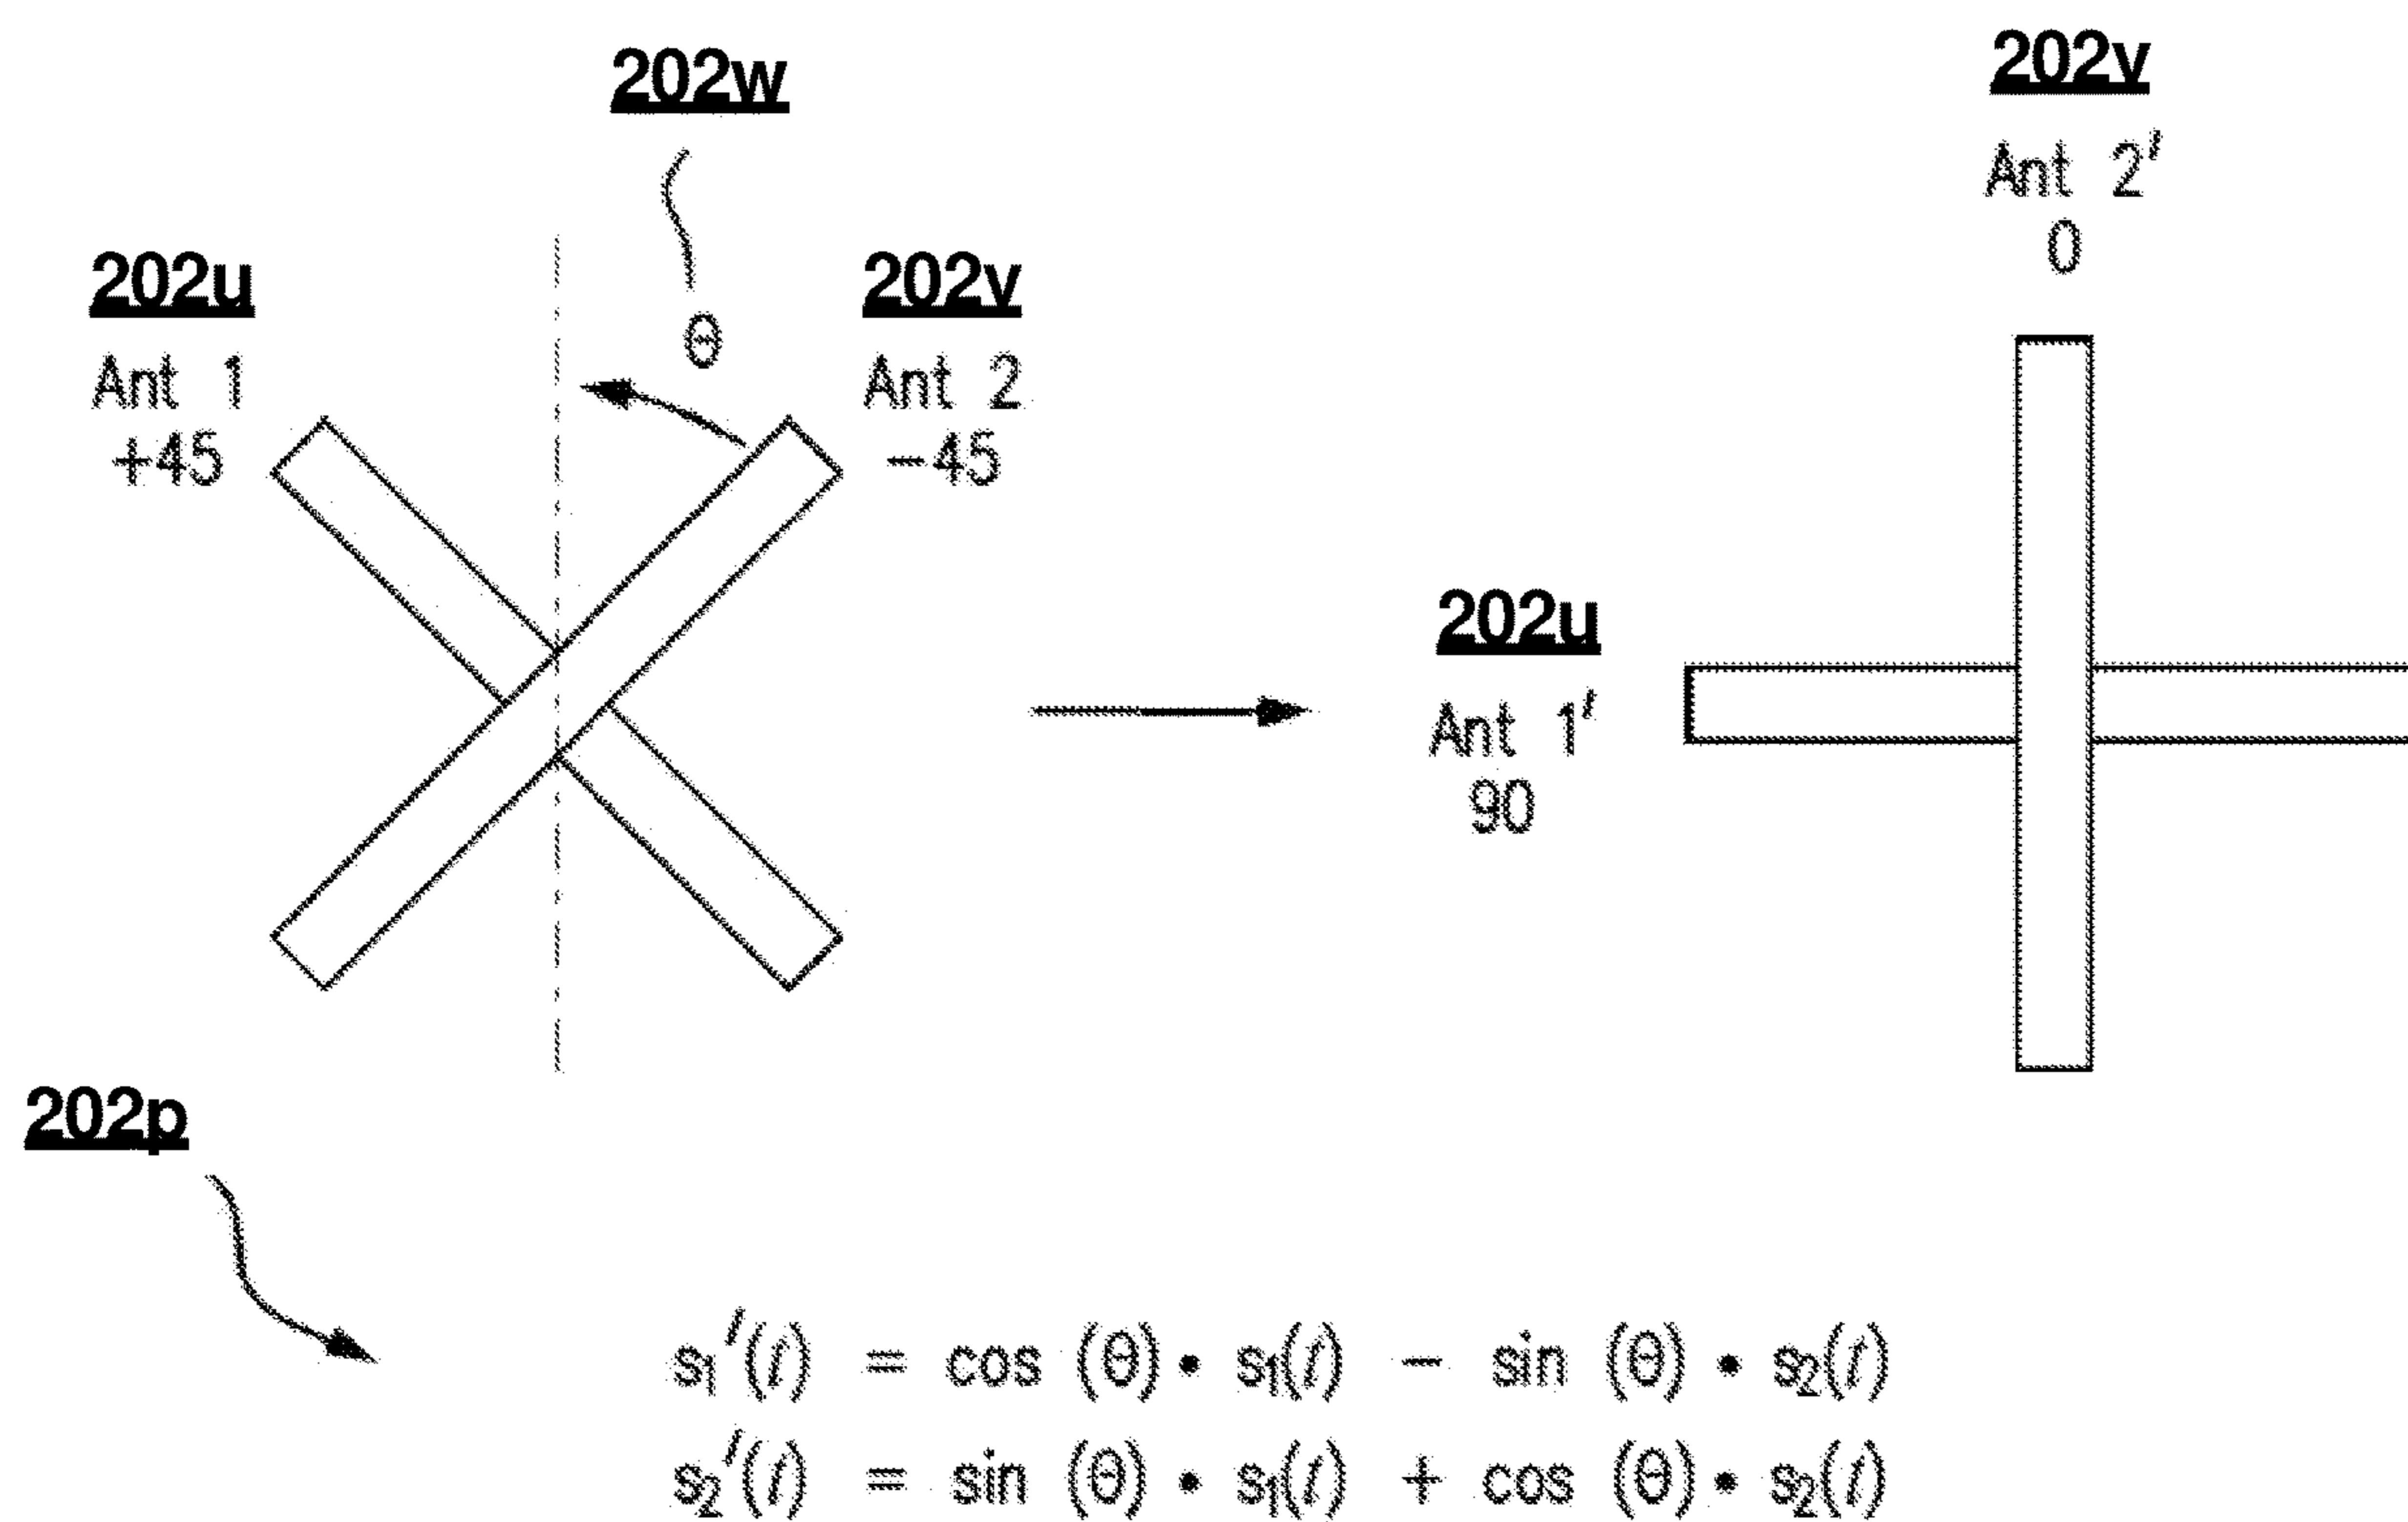 202w
202v
Ant 2′
0
202u
Ant 1
+45
θ
202v
Ant 2
−45
202u
Ant 1′
90
202p
s₁′(t) = cos (θ) • s₁(t) − sin (θ) • s₂(t)
s₂′(t) = sin (θ) • s₁(t) + cos (θ) • s₂(t)